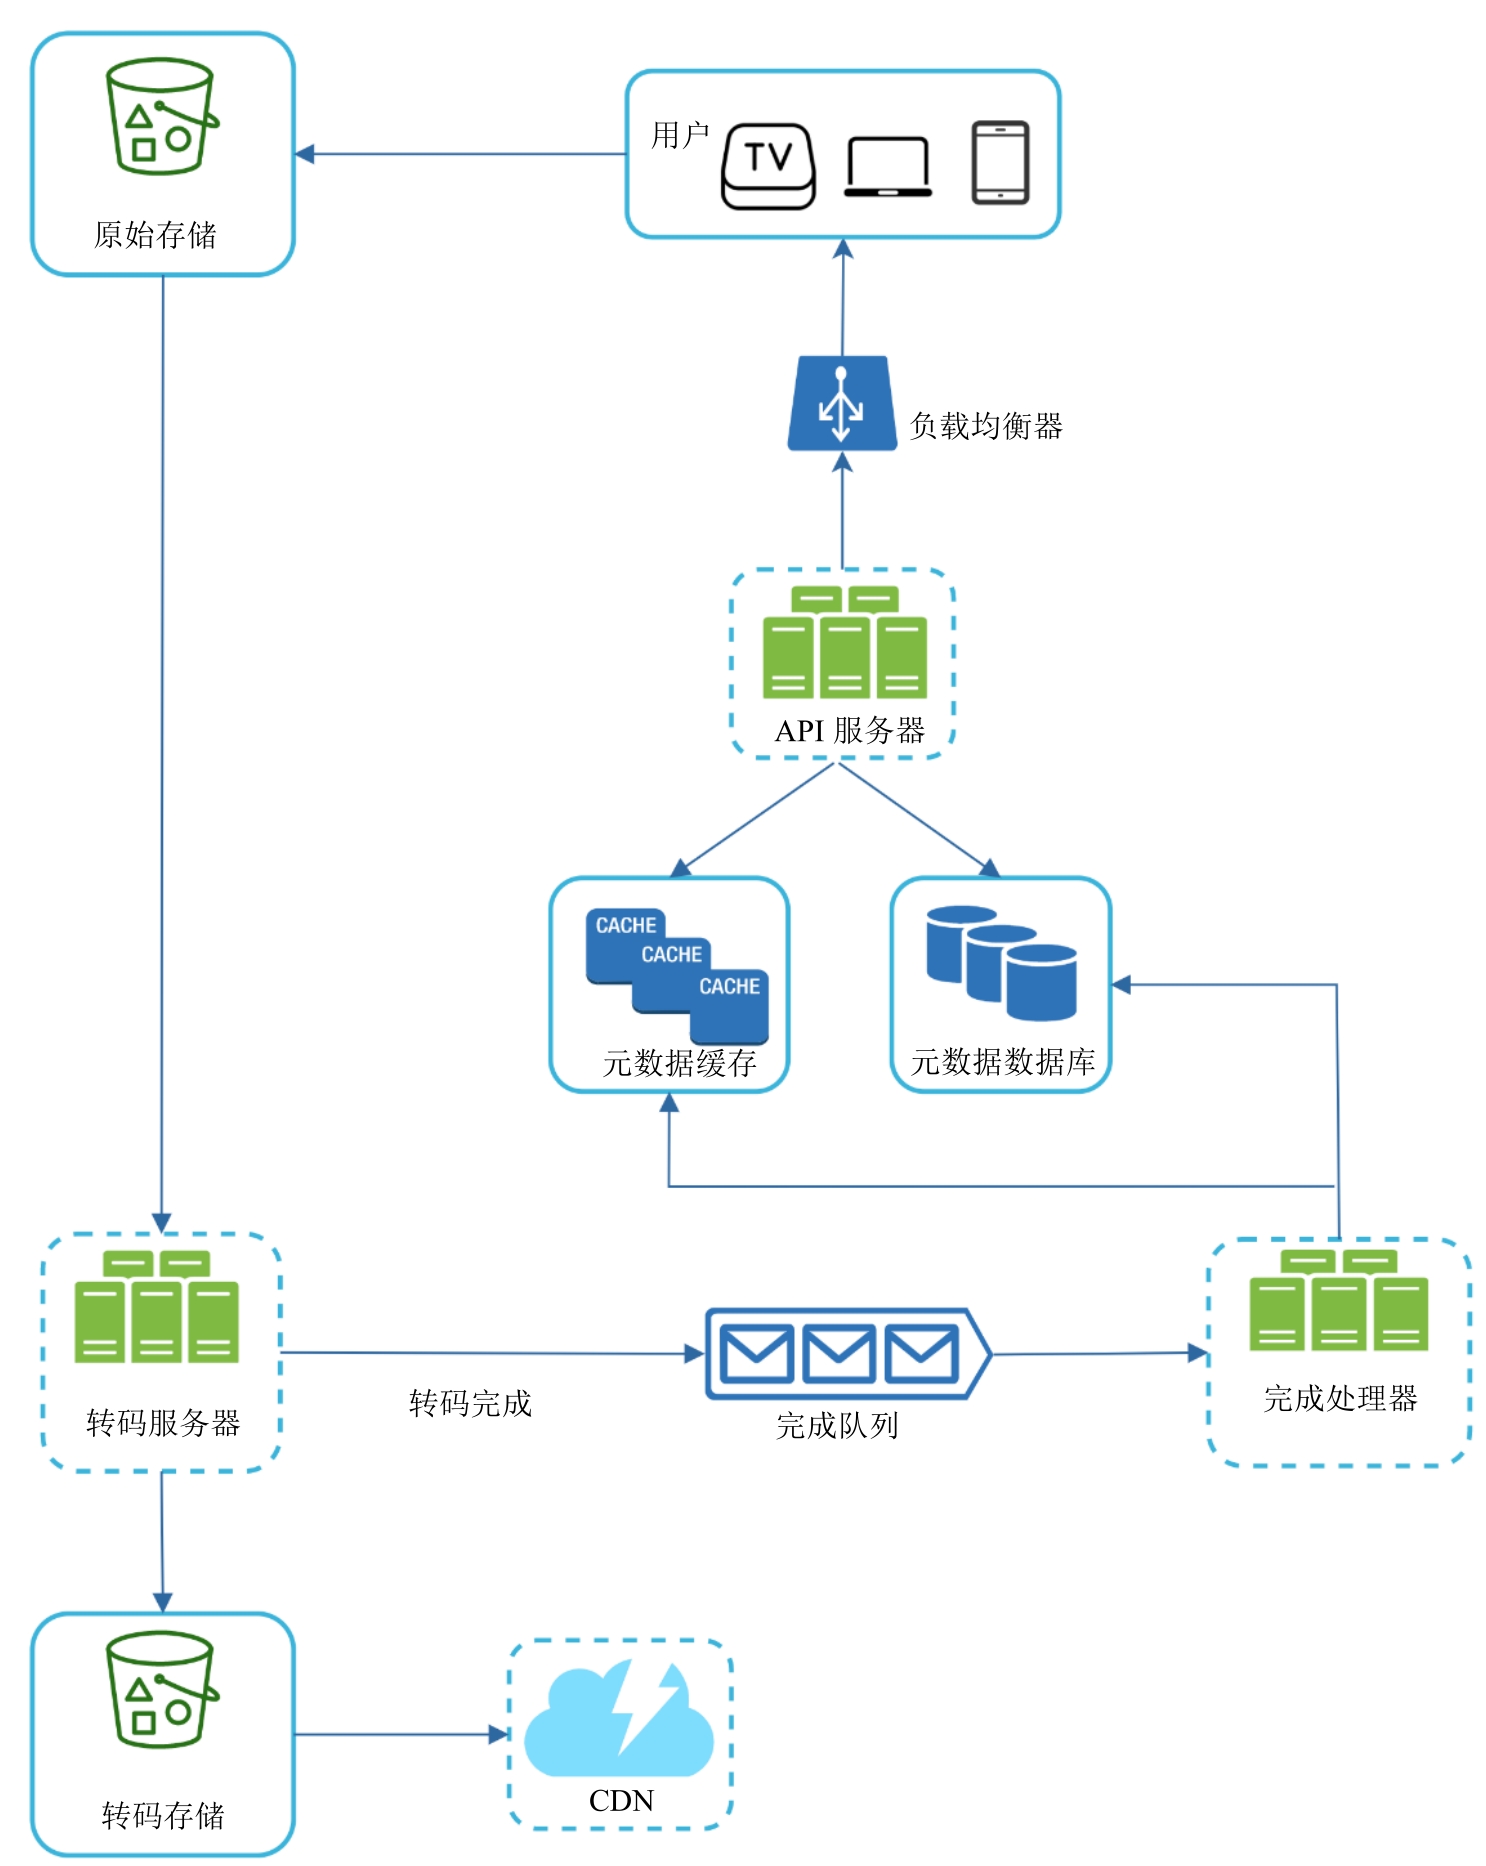 用户
TV
原始存储
负载均衡器
API 服务器
CACHE
CACHE
CACHE
元数据缓存
元数据数据库
转码服务器
转码完成
完成队列
完成处理器
转码存储
CDN